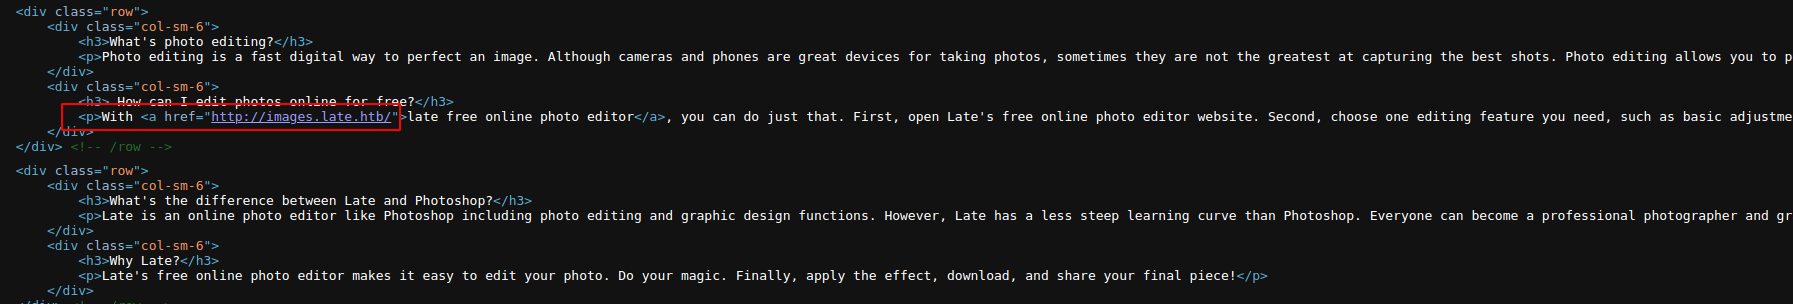 <div class="row">
<div class="col-sm-6">
<h3>What's photo editing?</h3>
<p>Photo editing is a fast digital way to perfect an image. Although cameras and phones are great devices for taking photos, sometimes they are not the greatest at capturing the best shots. Photo editing allows you to p
</div>
<div class="col-sm-6">
<h3> How can I edit photos online for free?</h3>
<p>With <a href="http://images.late.htb/">late free online photo editor</a>, you can do just that. First, open Late's free online photo editor website. Second, choose one editing feature you need, such as basic adjustme
</div>
</div> <!-- /row -->
<div class="row">
<div class="col-sm-6">
<h3>What's the difference between Late and Photoshop?</h3>
<p>Late is an online photo editor like Photoshop including photo editing and graphic design functions. However, Late has a less steep learning curve than Photoshop. Everyone can become a professional photographer and gr
</div>
<div class="col-sm-6">
<h3>Why Late?</h3>
<p>Late's free online photo editor makes it easy to edit your photo. Do your magic. Finally, apply the effect, download, and share your final piece!</p>
</div>